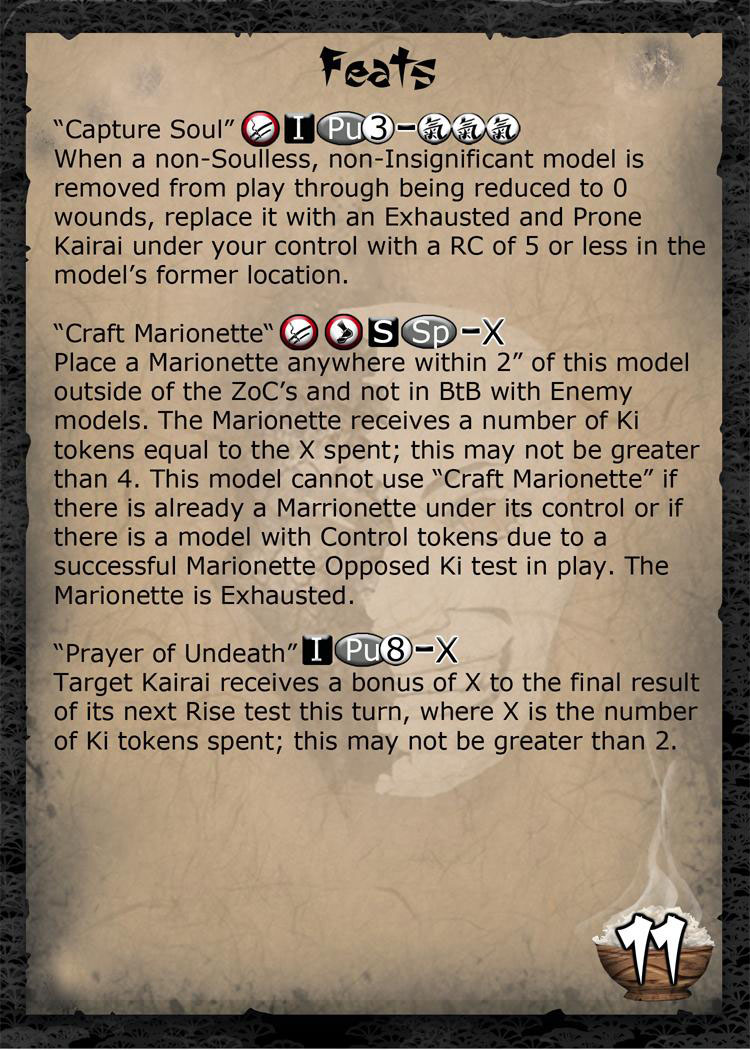 Feats
“Capture Soul” I Pu 3 - 氣 氣 氣
When a non-Soulless, non-Insignificant model is
removed from play through being reduced to 0
wounds, replace it with an Exhausted and Prone
Kairai under your control with a RC of 5 or less in the
model’s former location.
“Craft Marionette“ S Sp -X
Place a Marionette anywhere within 2” of this model
outside of the ZoC’s and not in BtB with Enemy
models. The Marionette receives a number of Ki
tokens equal to the X spent; this may not be greater
than 4. This model cannot use “Craft Marionette” if
there is already a Marrionette under its control or if
there is a model with Control tokens due to a
successful Marionette Opposed Ki test in play. The
Marionette is Exhausted.
“Prayer of Undeath” I Pu 8 -X
Target Kairai receives a bonus of X to the final result
of its next Rise test this turn, where X is the number
of Ki tokens spent; this may not be greater than 2.
11